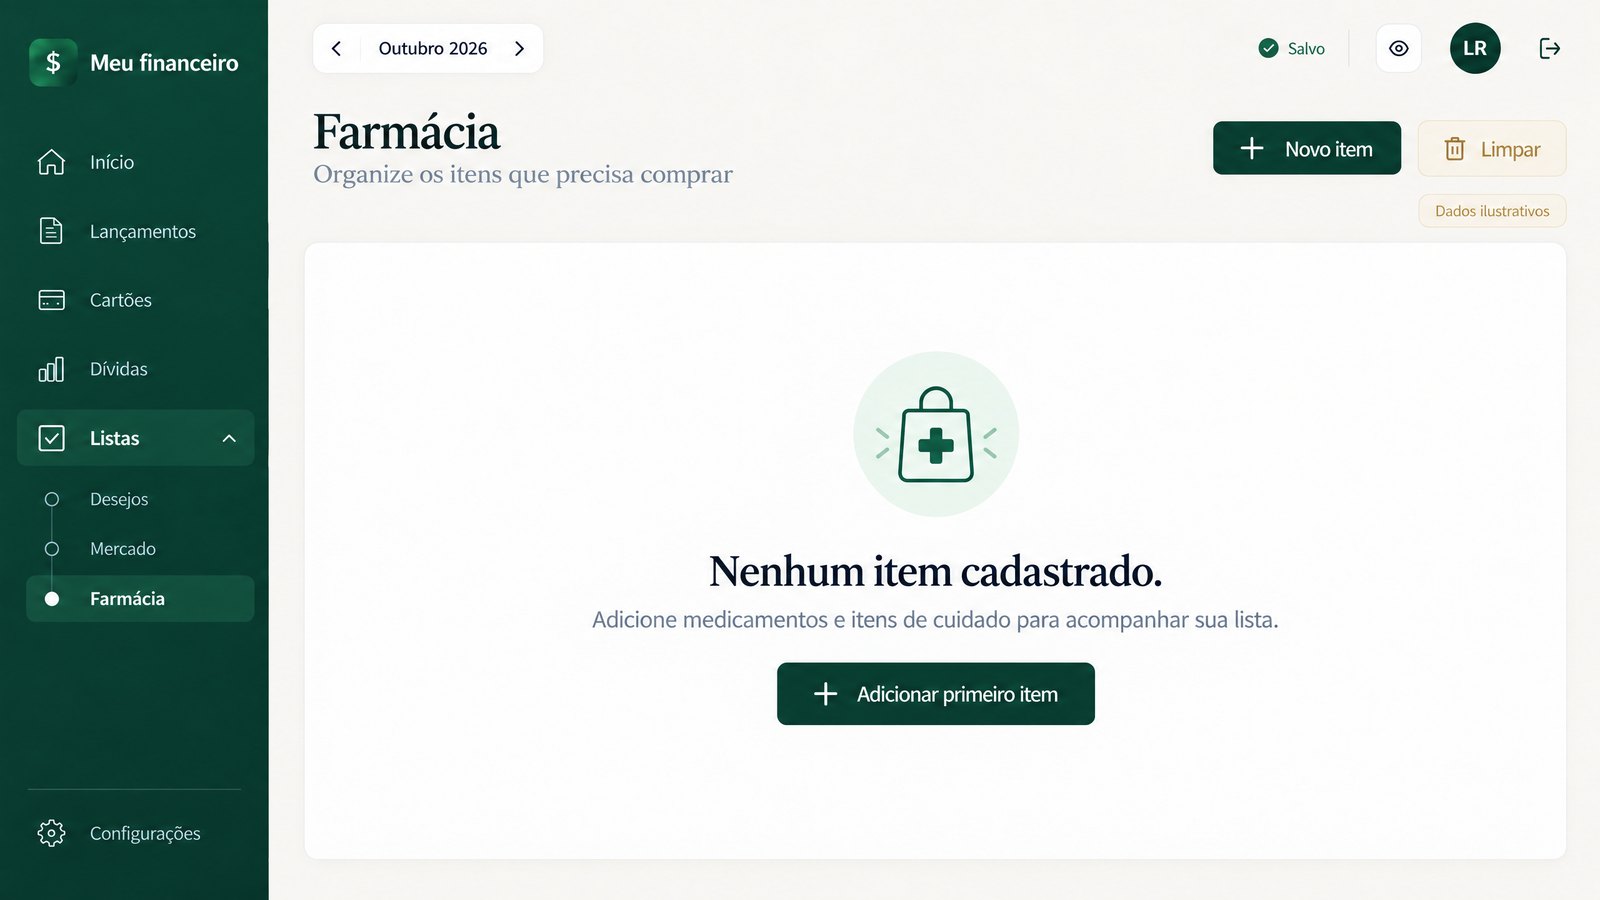 $ Meu financeiro
Início
Lançamentos
Cartões
Dívidas
Listas
Desejos
Mercado
Farmácia
Configurações
Outubro 2026
Salvo
LR
Farmácia
Organize os itens que precisa comprar
Novo item
Limpar
Dados ilustrativos
Nenhum item cadastrado.
Adicione medicamentos e itens de cuidado para acompanhar sua lista.
Adicionar primeiro item